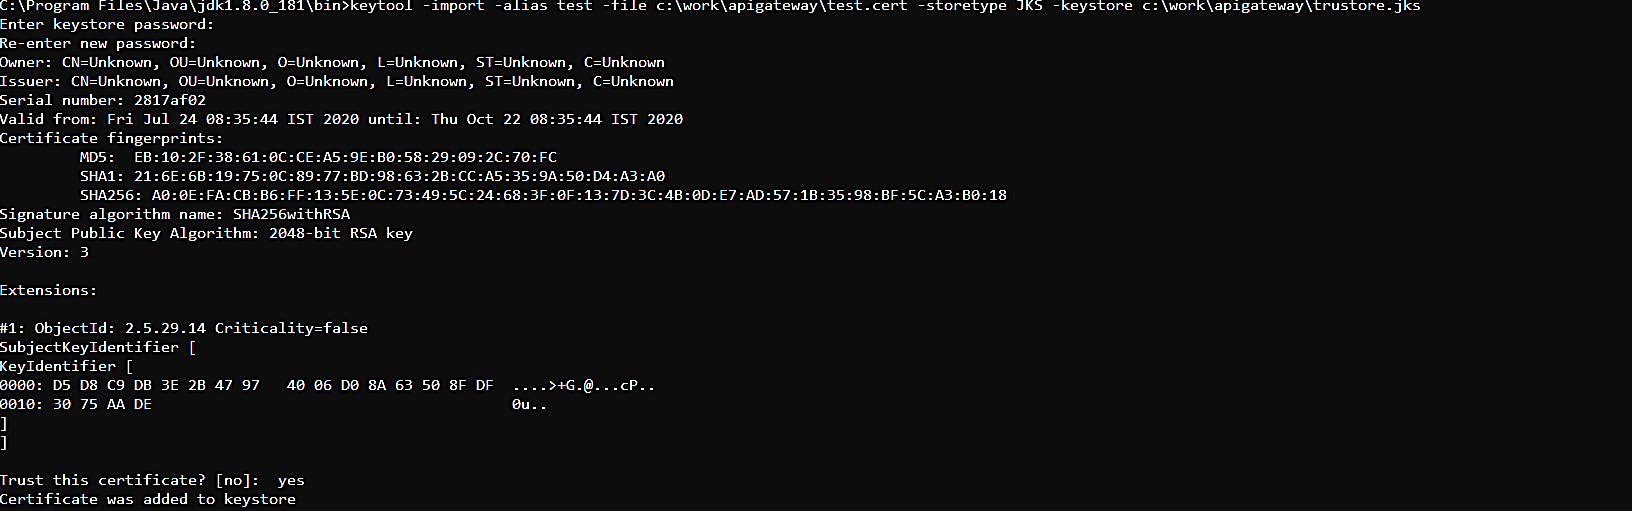 C:\Program Files\Java\jdk1.8.0_181\bin>keytool -import -alias test -file c:\work\apigateway\test.cert -storetype JKS -keystore c:\work\apigateway\trustore.jks
Enter keystore password:
Re-enter new password:
Owner: CN=Unknown, OU=Unknown, O=Unknown, L=Unknown, ST=Unknown, C=Unknown
Issuer: CN=Unknown, OU=Unknown, O=Unknown, L=Unknown, ST=Unknown, C=Unknown
Serial number: 2817af02
Valid from: Fri Jul 24 08:35:44 IST 2020 until: Thu Oct 22 08:35:44 IST 2020
Certificate fingerprints:
         MD5:  EB:10:2F:38:61:0C:CE:A5:9E:B0:58:29:09:2C:70:FC
         SHA1: 21:6E:6B:19:75:0C:89:77:BD:98:63:2B:CC:A5:35:9A:50:D4:A3:A0
         SHA256: A0:0E:FA:CB:B6:FF:13:5E:0C:73:49:5C:24:68:3F:0F:13:7D:3C:4B:0D:E7:AD:57:1B:35:98:BF:5C:A3:B0:18
Signature algorithm name: SHA256withRSA
Subject Public Key Algorithm: 2048-bit RSA key
Version: 3
Extensions:
#1: ObjectId: 2.5.29.14 Criticality=false
SubjectKeyIdentifier [
KeyIdentifier [
0000: D5 D8 C9 DB 3E 2B 47 97   40 06 D0 8A 63 50 8F DF  ....>+G.@...cP..
0010: 30 75 AA DE                                        0u..
]
]
Trust this certificate? [no]:  yes
Certificate was added to keystore